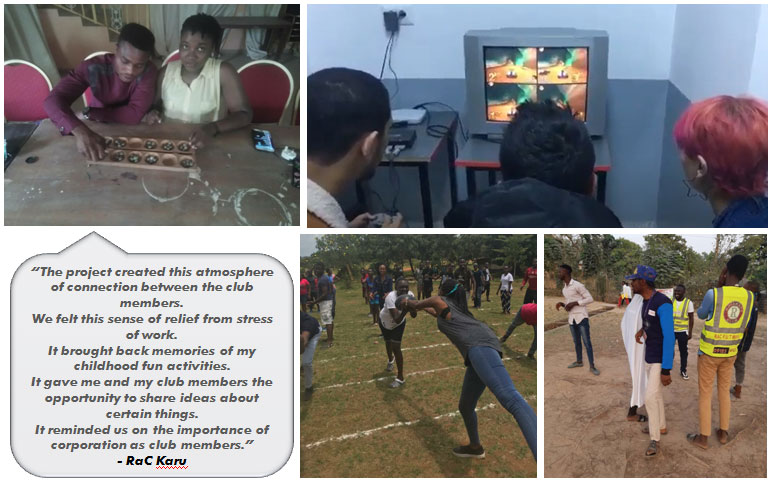 “The project created this atmosphere
of connection between the club
members.
We felt this sense of relief from stress
of work.
It brought back memories of my
childhood fun activities.
It gave me and my club members the
opportunity to share ideas about
certain things.
It reminded us on the importance of
corporation as club members.”
- RaC Karu